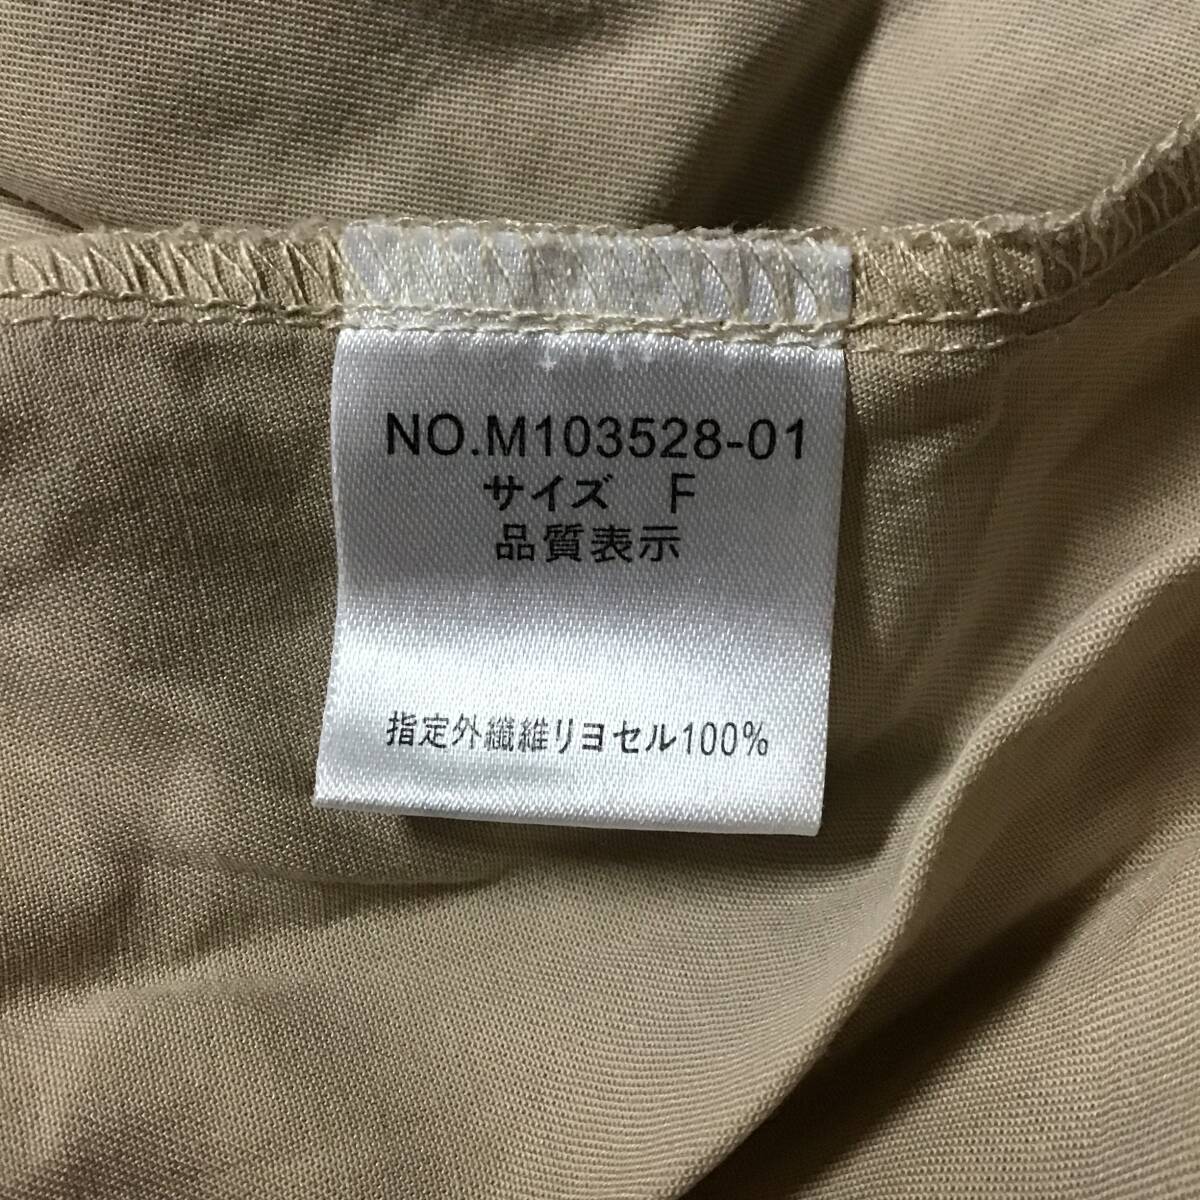 NO.M103528-01
サイズ F
品質表示
指定外繊維リヨセル100%